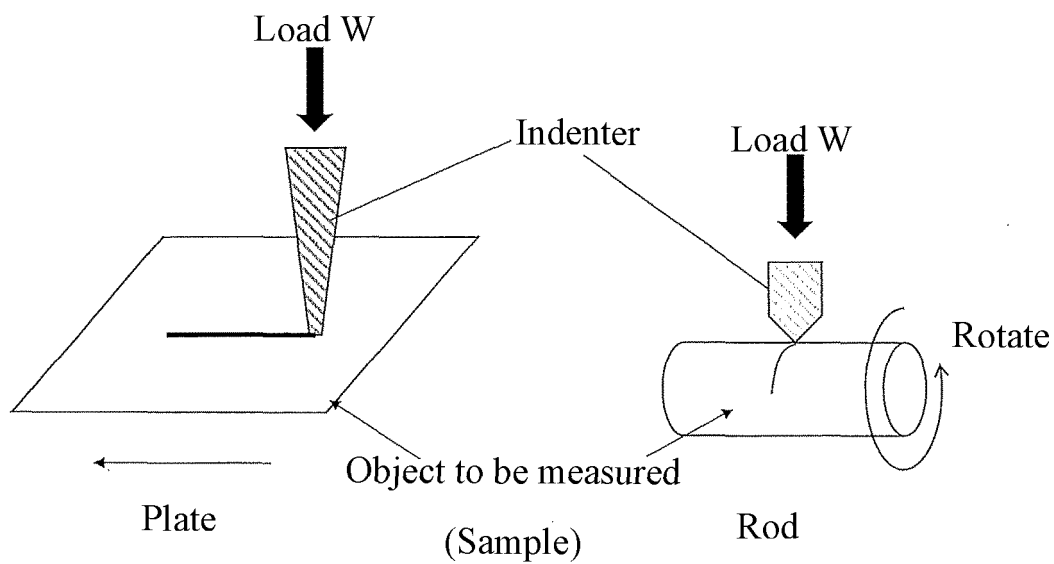 Load W
Indenter
Load W
Rotate
Object to be measured
Plate
(Sample)
Rod